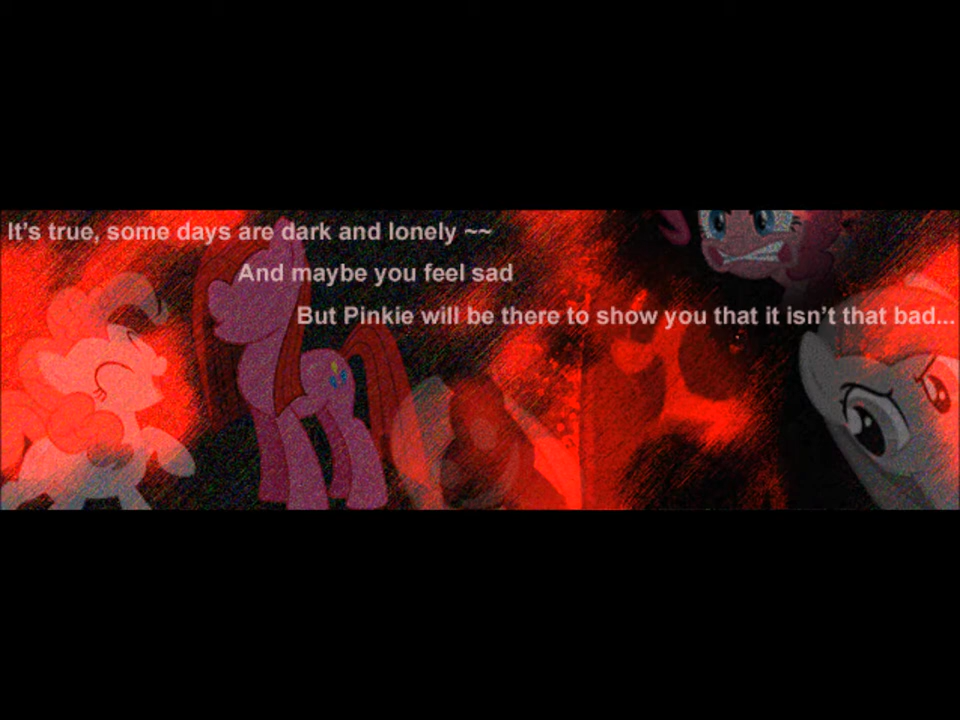 It's true, some days are dark and lonely ~~
And maybe you feel sad
But Pinkie will be there to show you that it isn't that bad...